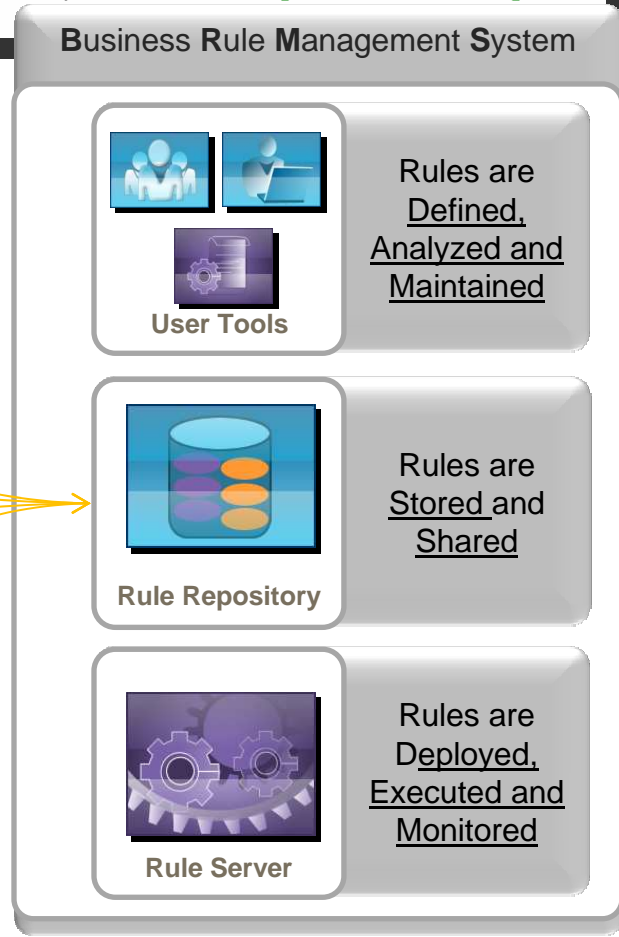 Business Rule Management System
Rules are
Defined,
Analyzed and
Maintained
User Tools
Rules are
Stored and
Shared
Rule Repository
Rules are
Deployed,
Executed and
Monitored
Rule Server